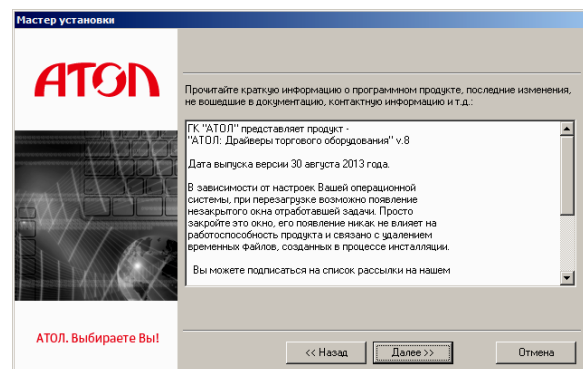 Мастер установки
АТОЛ
Прочитайте краткую информацию о программном продукте, последние изменения,
не вошедшие в документацию, контактную информацию и т.д.:
ГК "АТОЛ" представляет продукт -
"АТОЛ: Драйверы торгового оборудования" v.8
Дата выпуска версии 30 августа 2013 года.
В зависимости от настроек Вашей операционной
системы, при перезагрузке возможно появление
незакрытого окна отработавшей задачи. Просто
закройте это окно, его появление никак не влияет на
работоспособность продукта и связано с удалением
временных файлов, созданных в процессе инсталляции.
Вы можете подписаться на список рассылки на нашем
АТОЛ. Выбираете Вы!
<< Назад
Далее >>
Отмена